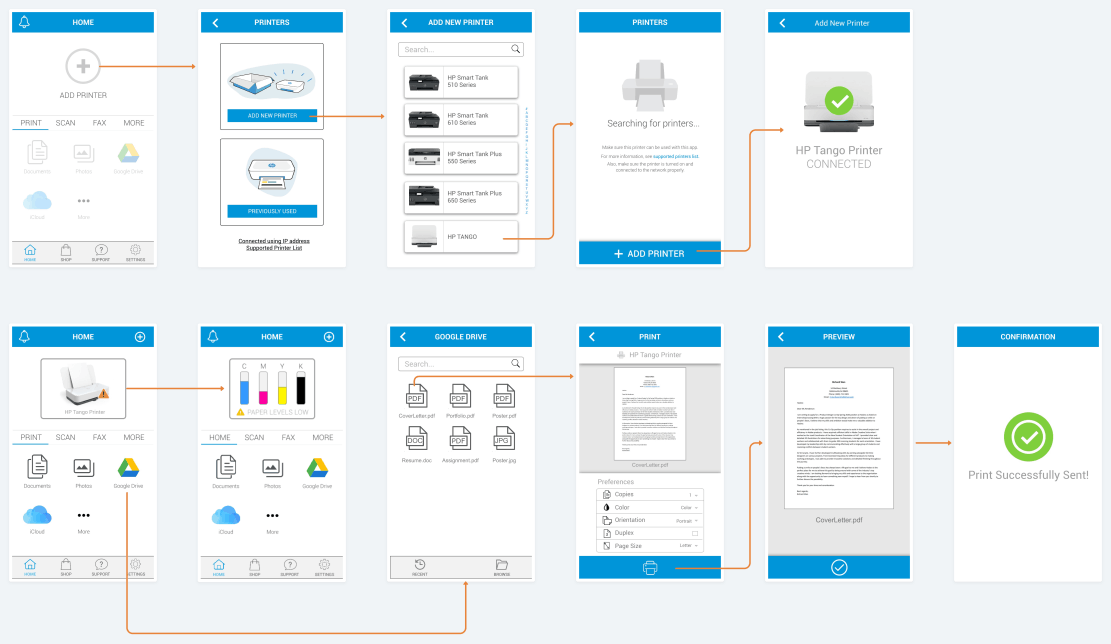 HOME
ADD PRINTER
PRINT SCAN FAX MORE
Documents Photos Google Drive
iCloud More
HOME SHOP SUPPORT SETTINGS
PRINTERS
ADD NEW PRINTER
PREVIOUSLY USED
Connected using IP address
Supported Printer List
ADD NEW PRINTER
Search...
HP Smart Tank
510 Series
HP Smart Tank
610 Series
HP Smart Tank Plus
550 Series
HP Smart Tank Plus
650 Series
HP TANGO
PRINTERS
Searching for printers...
Make sure this printer can be used with this app
For more information, see supported printers list.
Also, make sure the printer is turned on and
connected to the network properly.
+ ADD PRINTER
Add New Printer
HP Tango Printer
CONNECTED
HOME
HP Tango Printer
PRINT SCAN FAX MORE
Documents Photos Google Drive
iCloud More
HOME SHOP SUPPORT SETTINGS
HOME
C M Y K
PAPER LEVELS LOW
HOME SCAN FAX MORE
Documents Photos Google Drive
iCloud More
HOME SHOP SUPPORT SETTINGS
GOOGLE DRIVE
Search...
PDF PDF PDF
CoverLetter.pdf Portfolio.pdf Poster.pdf
DOC PDF JPG
Resume.doc Assignment.pdf Poster.jpg
RECENT BROWSE
PRINT
HP Tango Printer
CoverLetter.pdf
Preferences
Copies 1
Color Color
Orientation Portrait
Duplex
Page Size Letter
PREVIEW
CoverLetter.pdf
CONFIRMATION
Print Successfully Sent!